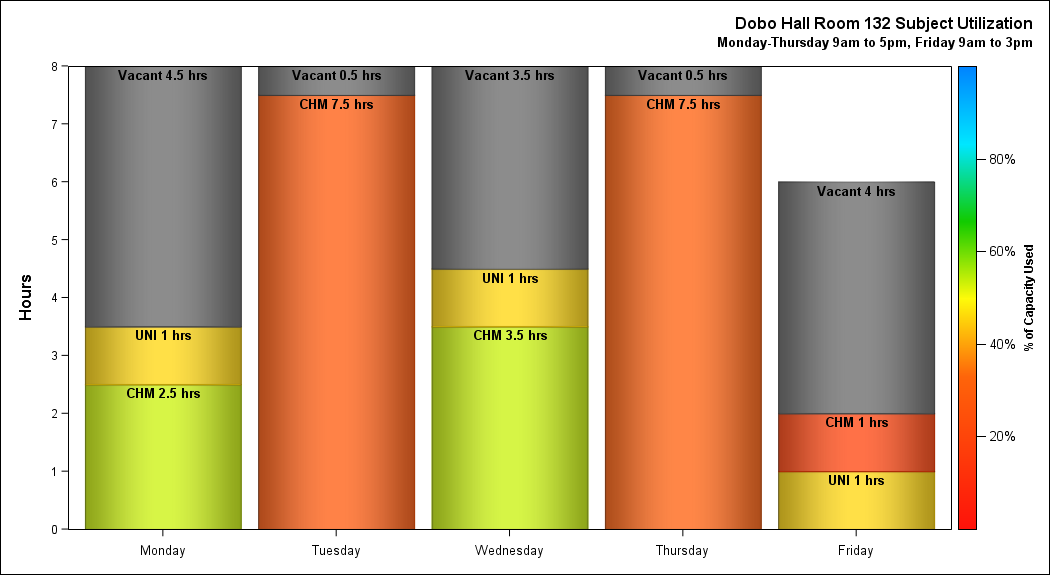 Dobo Hall Room 132 Subject Utilization
Monday-Thursday 9am to 5pm, Friday 9am to 3pm
Hours
8
7
6
5
4
3
2
1
0
Vacant 4.5 hrs
UNI 1 hrs
CHM 2.5 hrs
Vacant 0.5 hrs
CHM 7.5 hrs
Vacant 3.5 hrs
UNI 1 hrs
CHM 3.5 hrs
Vacant 0.5 hrs
CHM 7.5 hrs
Vacant 4 hrs
CHM 1 hrs
UNI 1 hrs
Monday
Tuesday
Wednesday
Thursday
Friday
80%
60%
40%
20%
% of Capacity Used